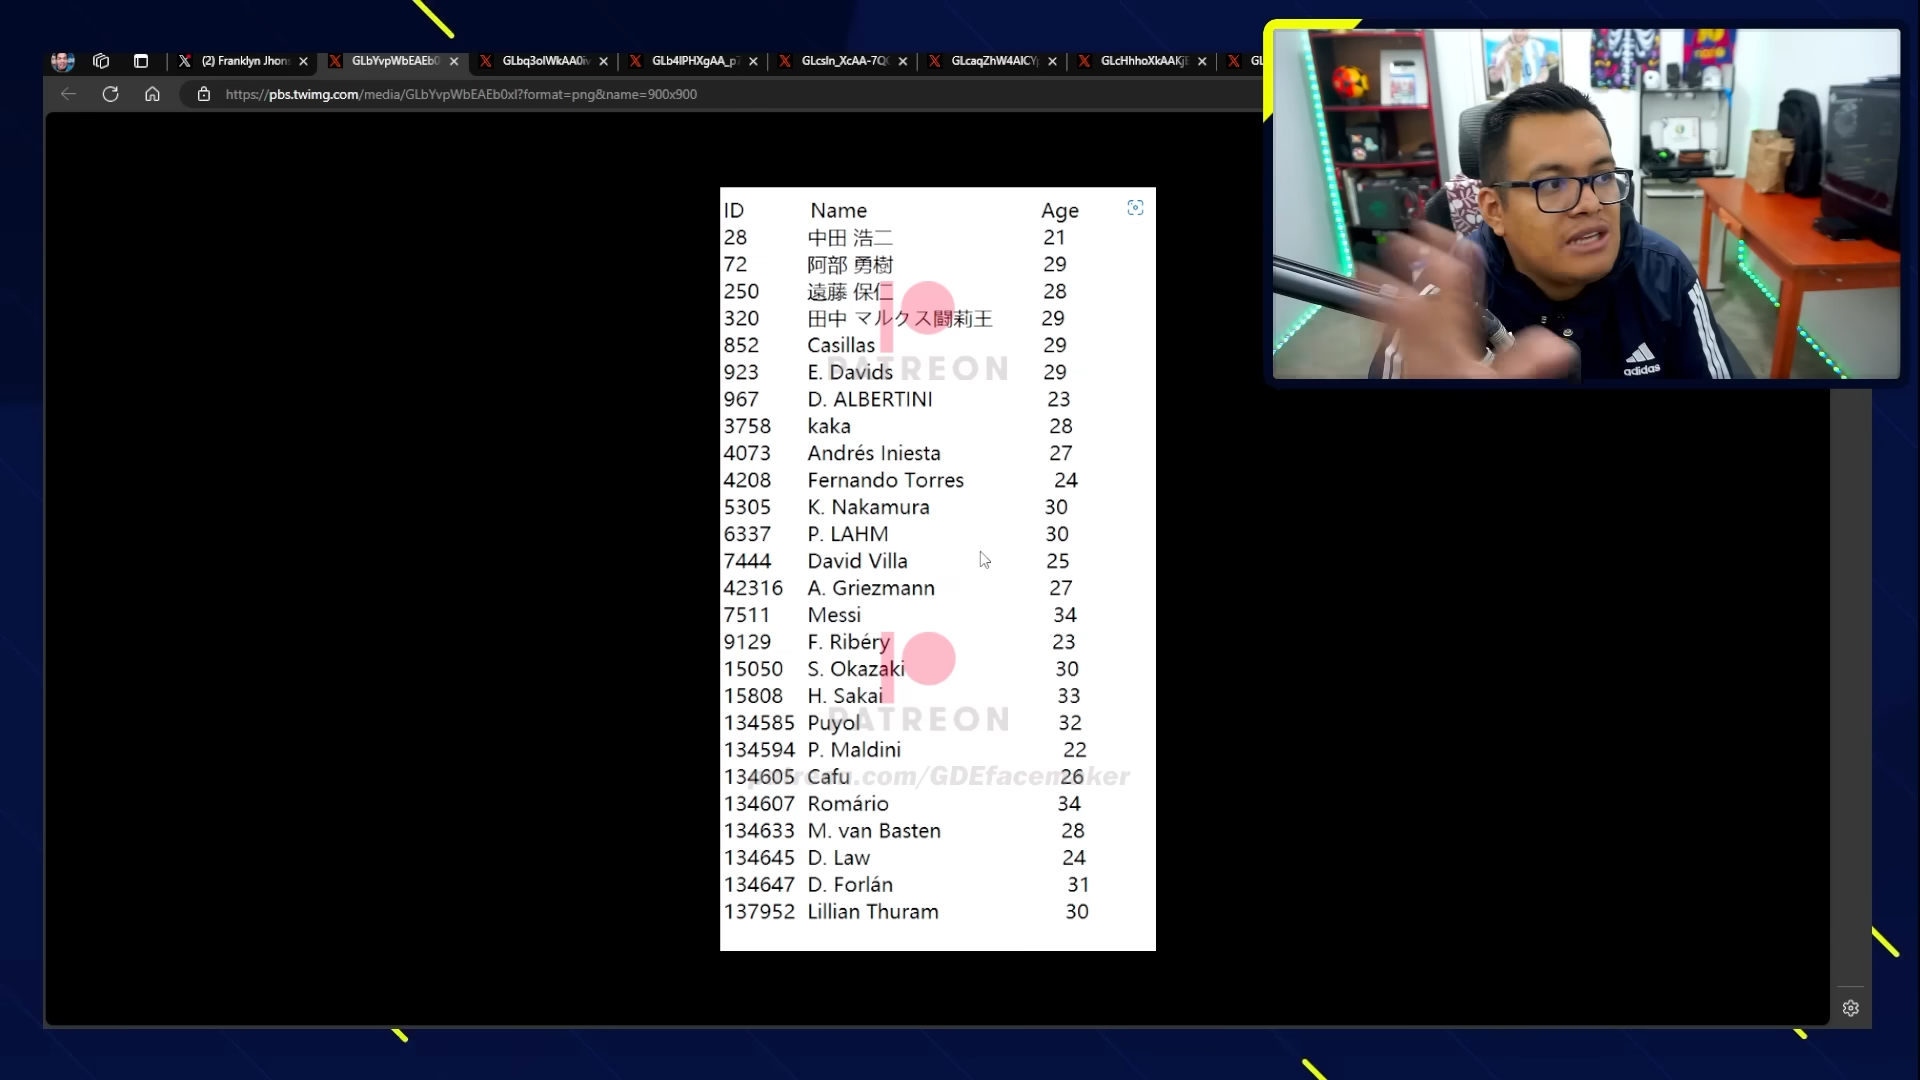 (2) Franklyn Jhon
GLbYvpWbEAEb0
GLbq3olWkAA0i
GLb4lPHXgAA_p
GLcsln_XcAA-7Q
GLcaqZhW4AICY
GLcHhhoXkAAKj
GL
https://pbs.twimg.com/media/GLbYvpWbEAEb0xl?format=png&name=900x900
ID Name Age
28 中田 浩二 21
72 阿部 勇樹 29
250 遠藤 保仁 28
320 田中 マルクス闘莉王 29
852 Casillas 29
PATREON
923 E. Davids 29
967 D. ALBERTINI 23
3758 kaka 28
4073 Andrés Iniesta 27
4208 Fernando Torres 24
5305 K. Nakamura 30
6337 P. LAHM 30
7444 David Villa 25
42316 A. Griezmann 27
7511 Messi 34
9129 F. Ribéry 23
15050 S. Okazaki 30
15808 H. Sakai 33
PATREON
134585 Puyol 32
134594 P. Maldini 22
134605 Cafu 26
patreon.com/GDEfacemaker
134607 Romário 34
134633 M. van Basten 28
134645 D. Law 24
134647 D. Forlán 31
137952 Lillian Thuram 30
adidas